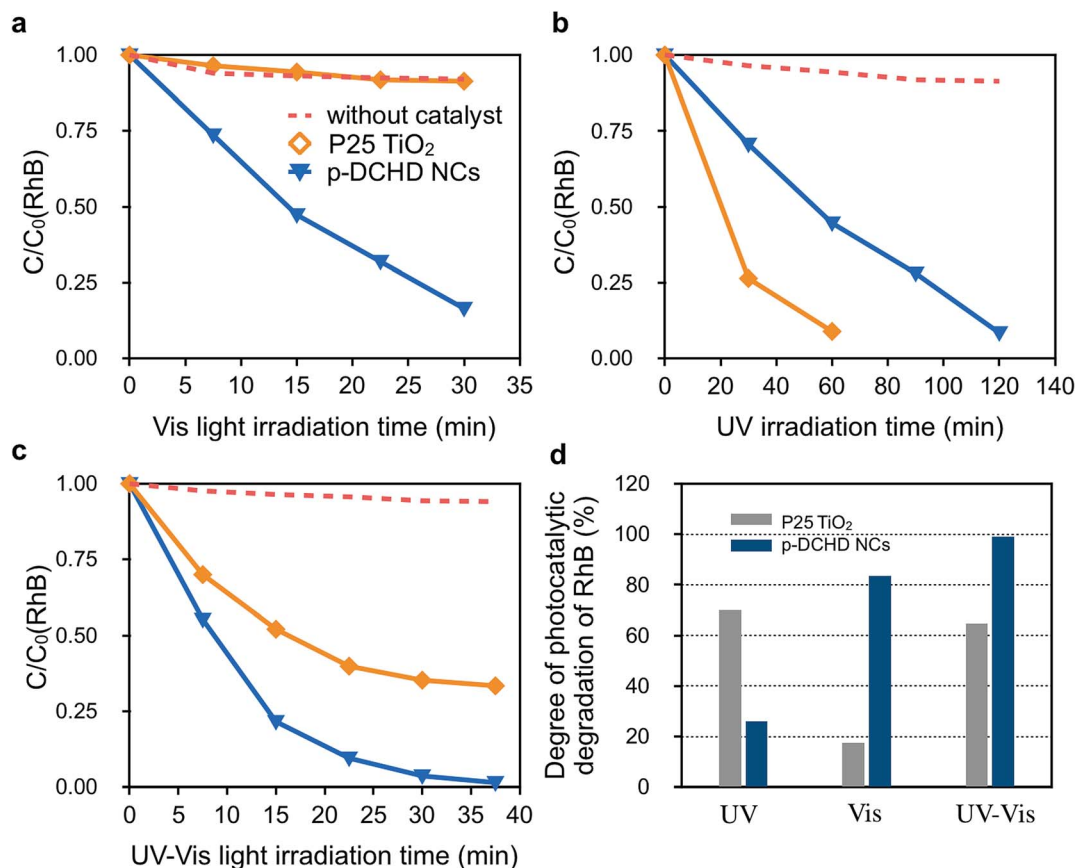 a
1.00
0.75
0.50
0.25
0.00
C/C₀(RhB)
without catalyst
P25 TiO₂
p-DCHD NCs
0 5 10 15 20 25 30 35
Vis light irradiation time (min)
b
1.00
0.75
0.50
0.25
0.00
C/C₀(RhB)
0 20 40 60 80 100 120 140
UV irradiation time (min)
c
1.00
0.75
0.50
0.25
0.00
C/C₀(RhB)
0 5 10 15 20 25 30 35 40
UV-Vis light irradiation time (min)
d
120
100
80
60
40
20
0
Degree of photocatalytic
degradation of RhB (%)
P25 TiO₂
p-DCHD NCs
UV Vis UV-Vis